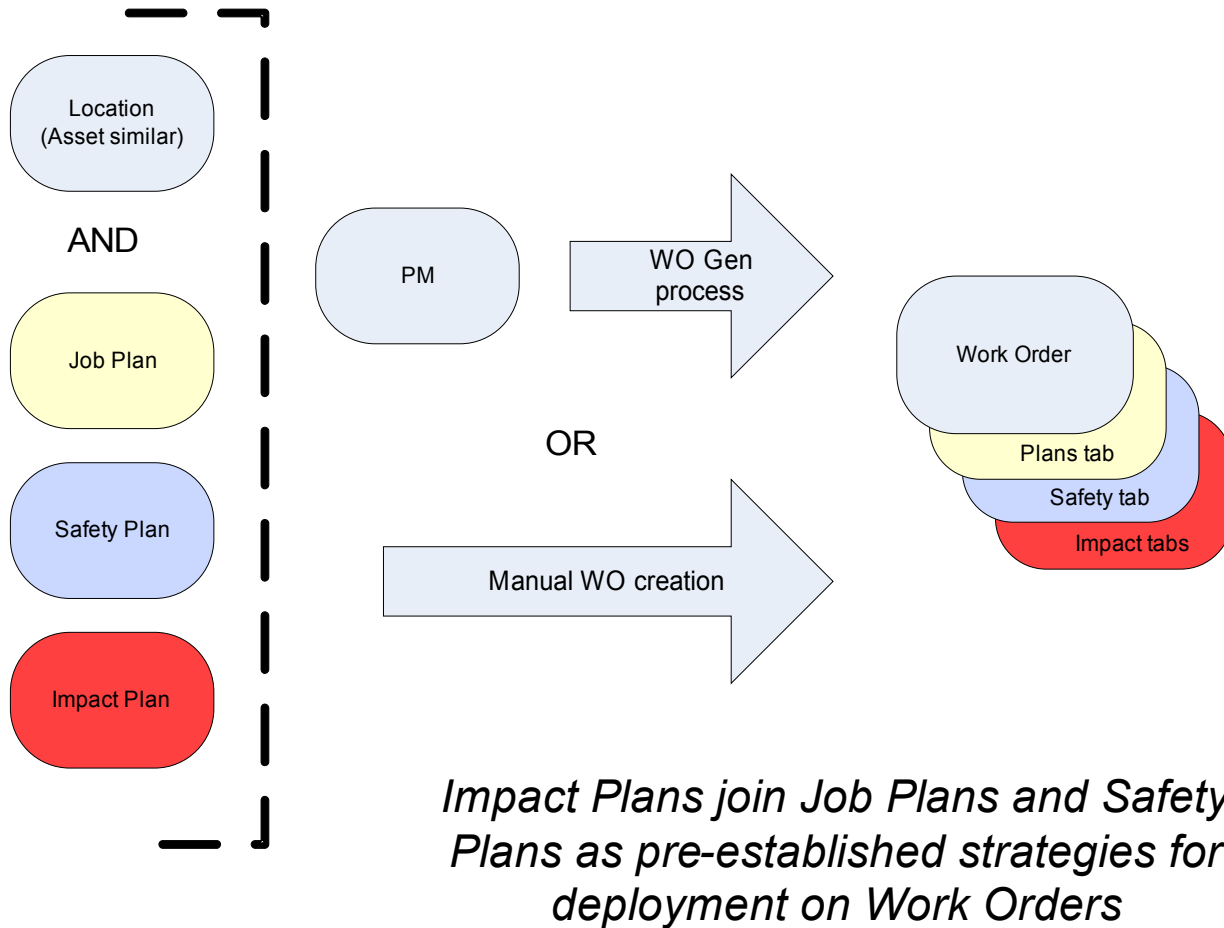 Location
(Asset similar)
AND
Job Plan
Safety Plan
Impact Plan
PM
WO Gen
process
OR
Manual WO creation
Work Order
Plans tab
Safety tab
Impact tabs
Impact Plans join Job Plans and Safety
Plans as pre-established strategies for
deployment on Work Orders